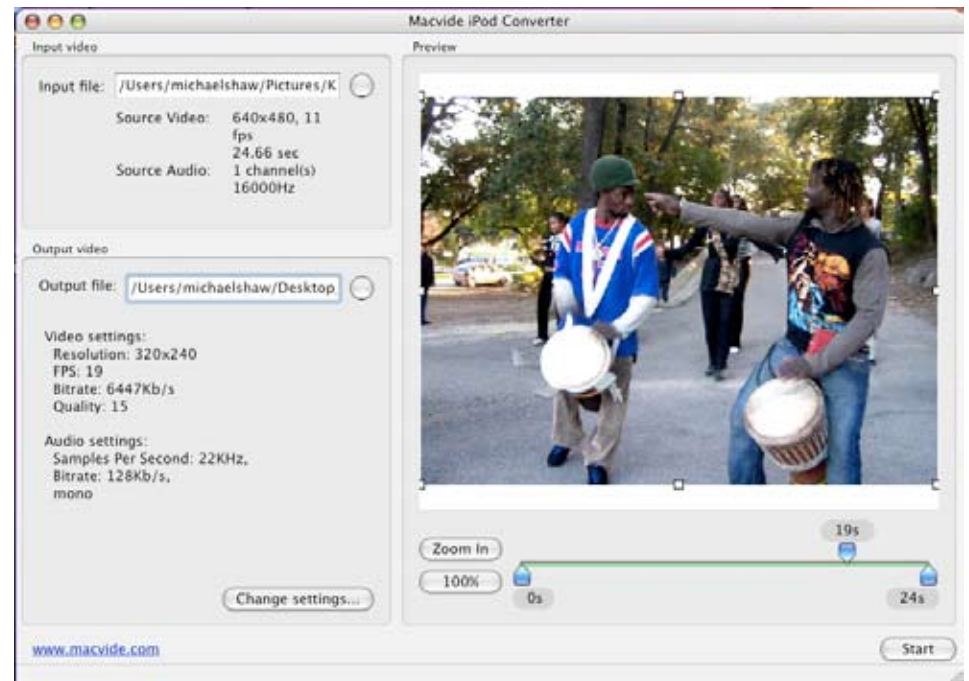 Macvide iPod Converter
Input video
Input file: /Users/michaelshaw/Pictures/K
Source Video: 640x480, 11
fps
24.66 sec
Source Audio: 1 channel(s)
16000Hz
Output video
Output file: /Users/michaelshaw/Desktop
Video settings:
Resolution: 320x240
FPS: 19
Bitrate: 6447Kb/s
Quality: 15
Audio settings:
Samples Per Second: 22KHz,
Bitrate: 128Kb/s,
mono
Change settings...
Preview
19s
Zoom In
100%
0s
24s
www.macvide.com
Start